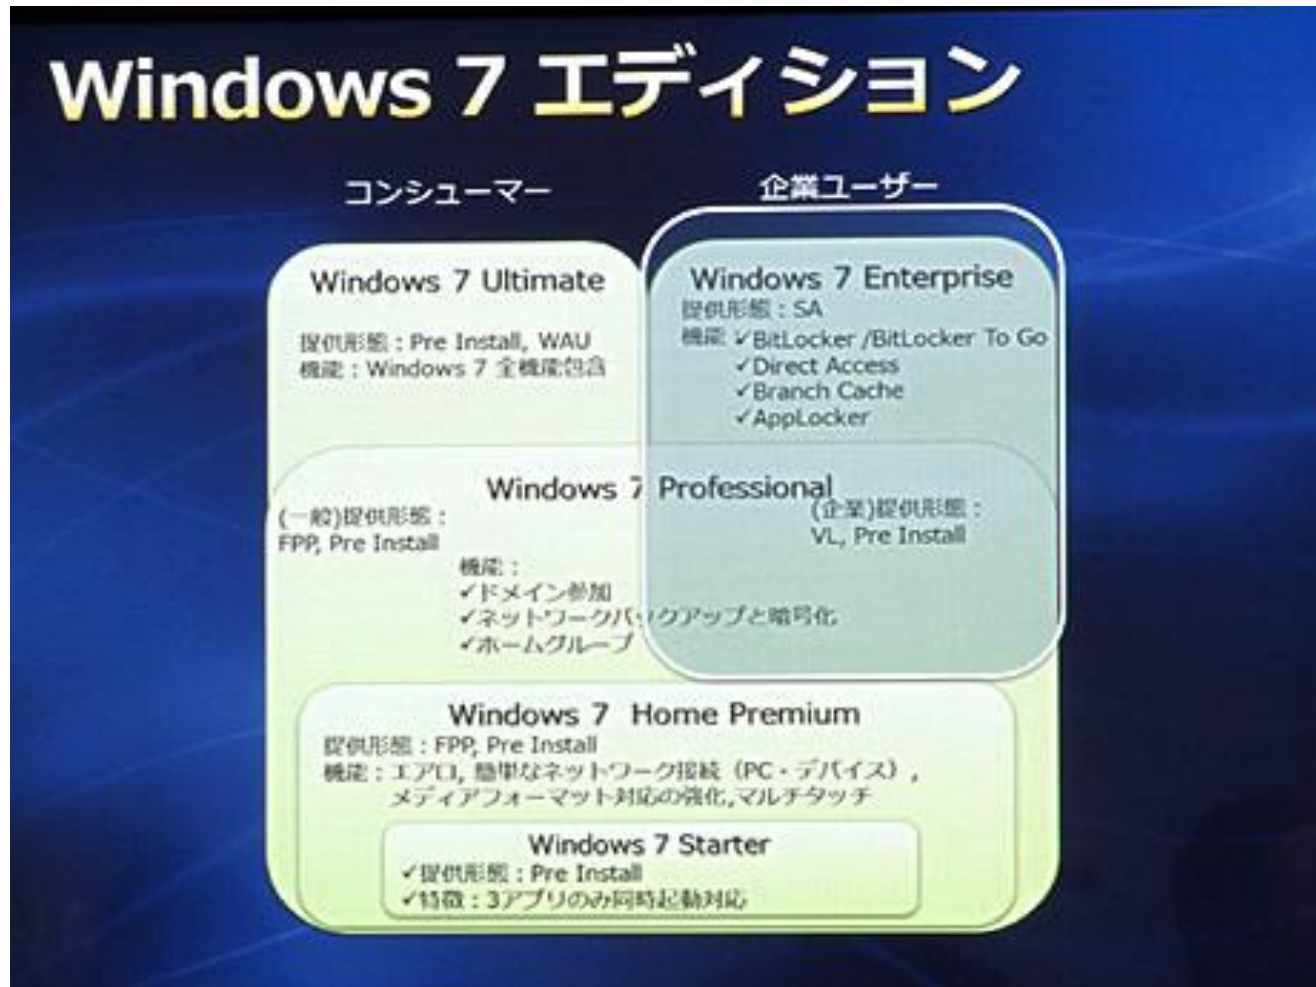 Windows 7 エディション
コンシューマー
企業ユーザー
Windows 7 Ultimate
提供形態：Pre Install, WAU
機能：Windows 7 全機能包含
Windows 7 Enterprise
提供形態：SA
機能 ✓BitLocker /BitLocker To Go
✓Direct Access
✓Branch Cache
✓AppLocker
Windows 7 Professional
(一般)提供形態：
FPP, Pre Install
(企業)提供形態：
VL, Pre Install
機能：
✓ドメイン参加
✓ネットワークバックアップと暗号化
✓ホームグループ
Windows 7 Home Premium
提供形態：FPP, Pre Install
機能：エアロ, 簡単なネットワーク接続（PC・デバイス）,
メディアフォーマット対応の強化,マルチタッチ
Windows 7 Starter
✓提供形態：Pre Install
✓特徴：3アプリのみ同時起動対応